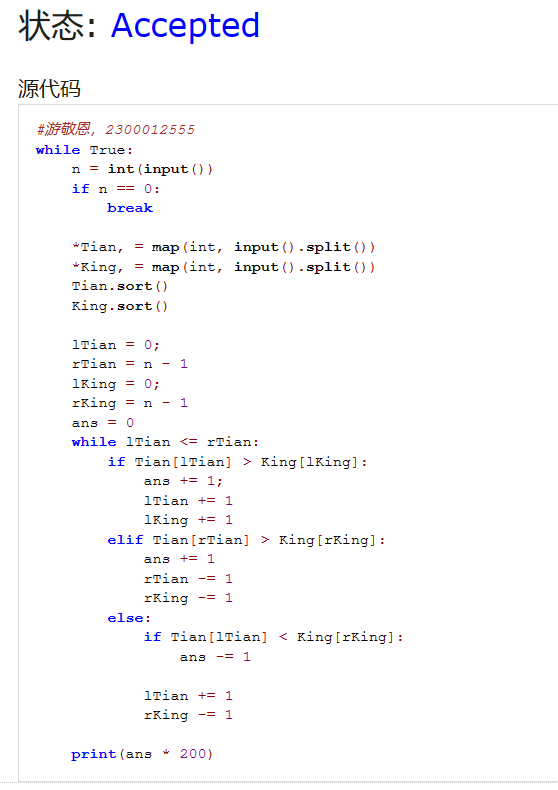 状态: Accepted
源代码
#游敬恩，2300012555
while True:
    n = int(input())
    if n == 0:
        break
    *Tian, = map(int, input().split())
    *King, = map(int, input().split())
    Tian.sort()
    King.sort()
    lTian = 0;
    rTian = n - 1
    lKing = 0;
    rKing = n - 1
    ans = 0
    while lTian <= rTian:
        if Tian[lTian] > King[lKing]:
            ans += 1;
            lTian += 1
            lKing += 1
        elif Tian[rTian] > King[rKing]:
            ans += 1
            rTian -= 1
            rKing -= 1
        else:
            if Tian[lTian] < King[rKing]:
                ans -= 1
            lTian += 1
            rKing -= 1
    print(ans * 200)